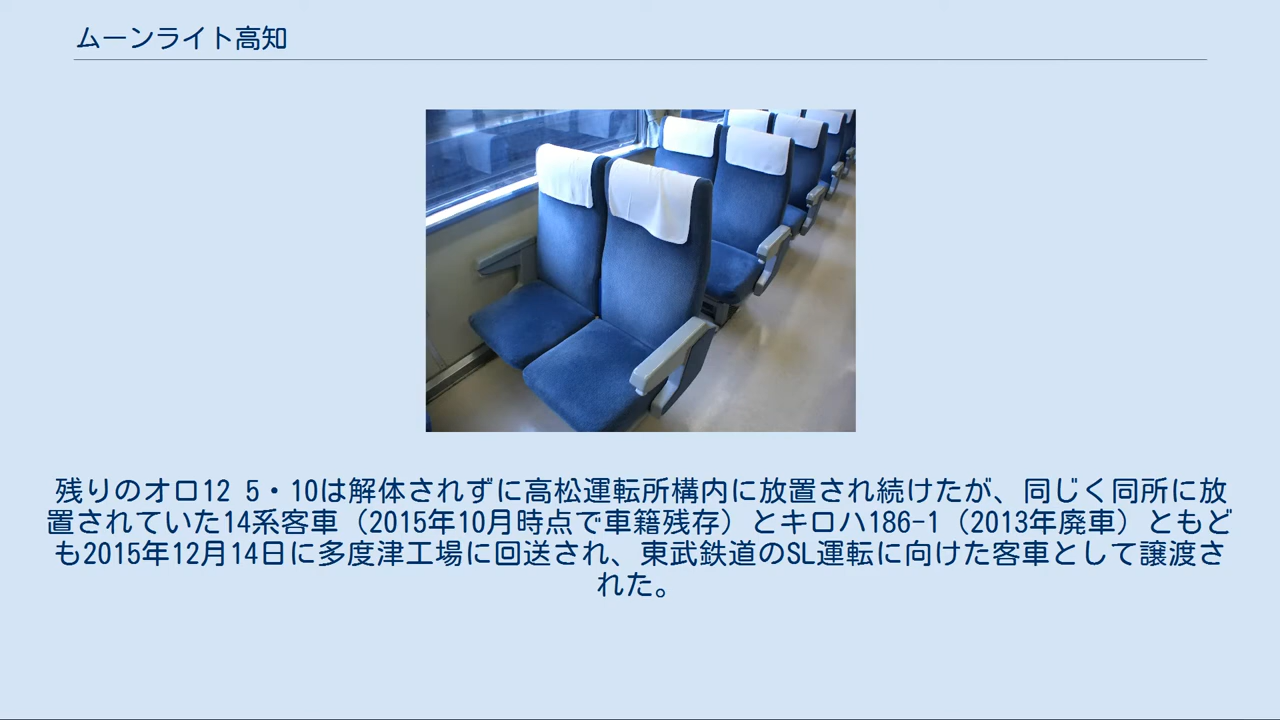 ムーンライト高知
残りのオロ12 5・10は解体されずに高松運転所構内に放置され続けたが、同じく同所に放
置されていた14系客車（2015年10月時点で車籍残存）とキロハ186-1（2013年廃車）ともど
も2015年12月14日に多度津工場に回送され、東武鉄道のSL運転に向けた客車として譲渡さ
れた。